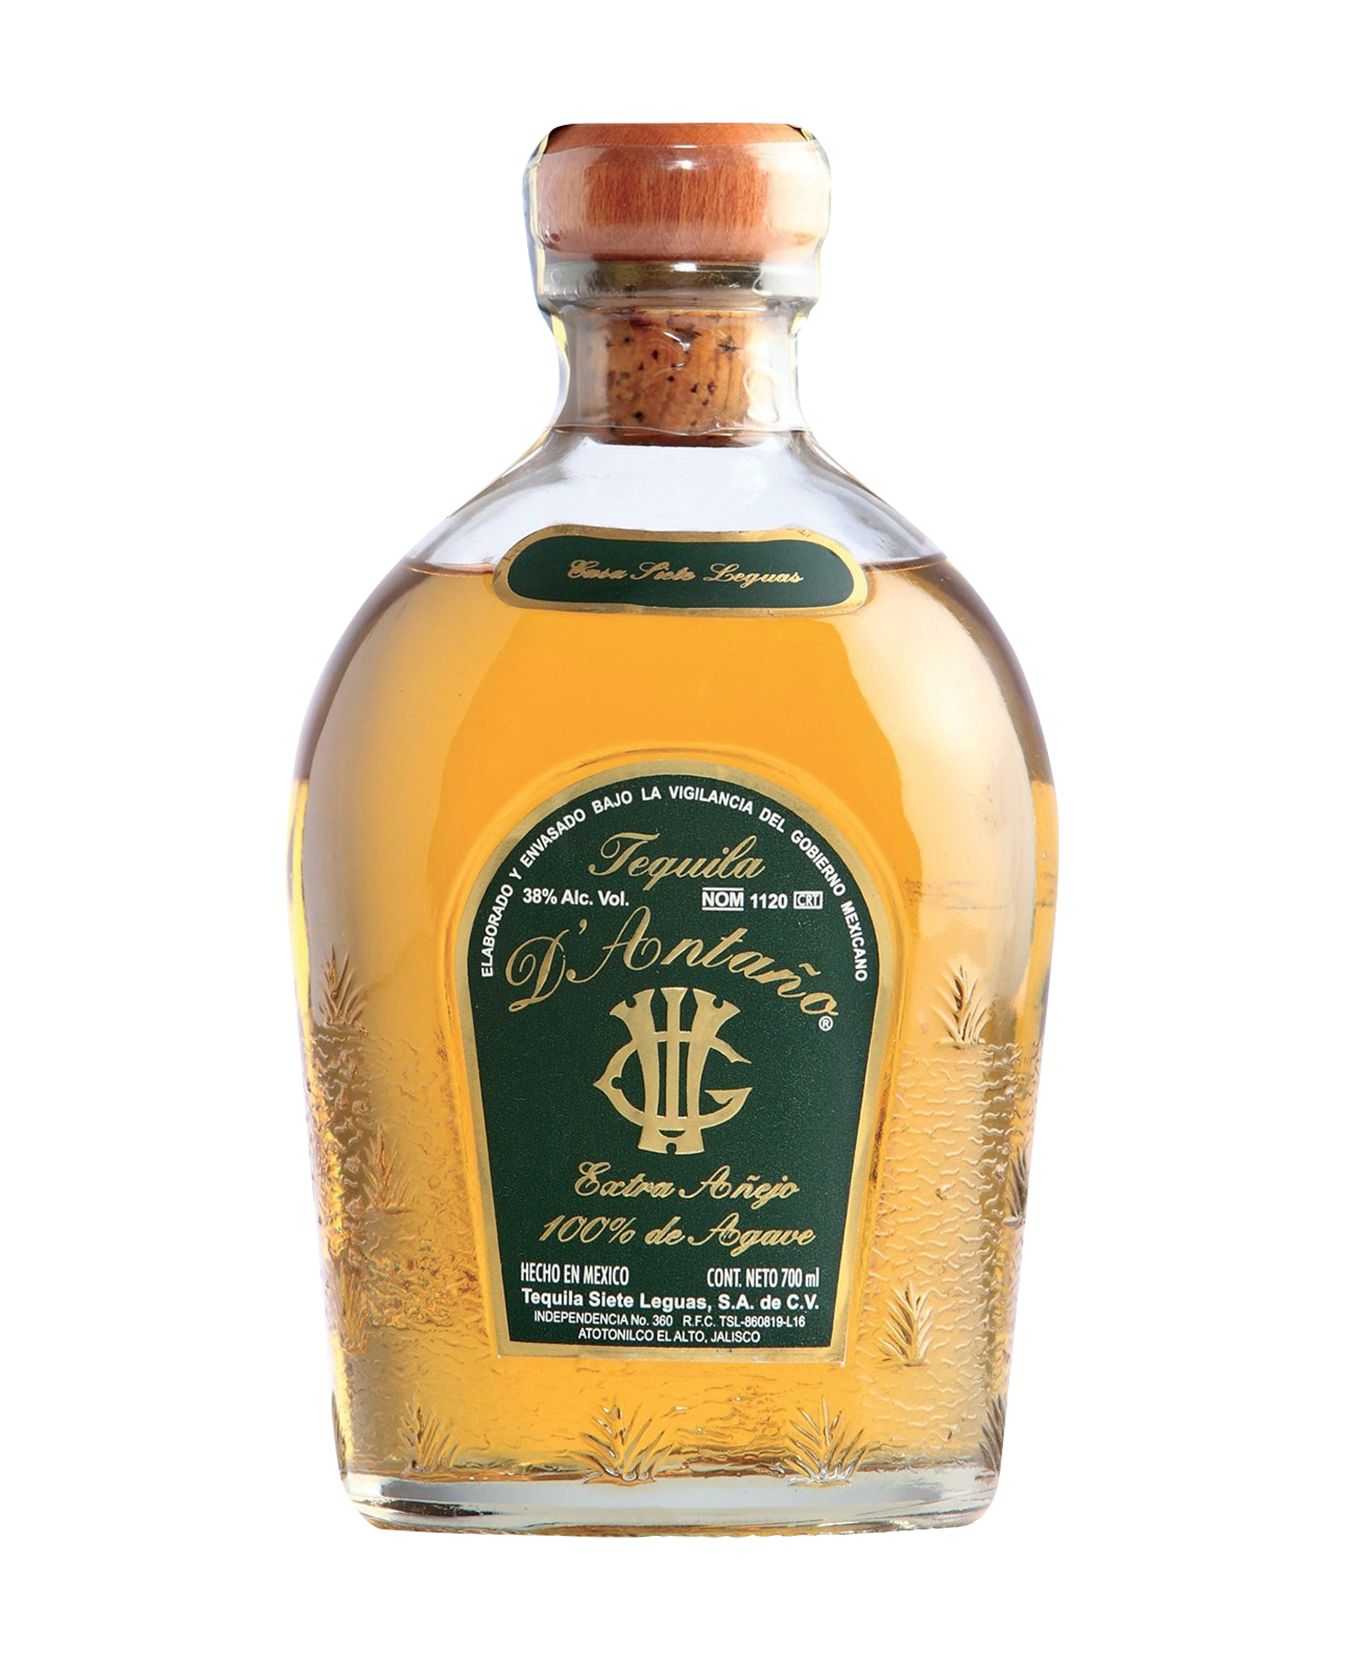 Casa Siete Leguas
ELABORADO Y ENVASADO BAJO LA VIGILANCIA DEL GOBIERNO MEXICANO
Tequila
38% Alc. Vol. NOM 1120 CRT
D'Antaño®
Extra Añejo
100% de Agave
HECHO EN MEXICO CONT. NETO 700 ml
Tequila Siete Leguas, S.A. de C.V.
INDEPENDENCIA No. 360 R.F.C. TSL-860819-L16
ATOTONILCO EL ALTO, JALISCO